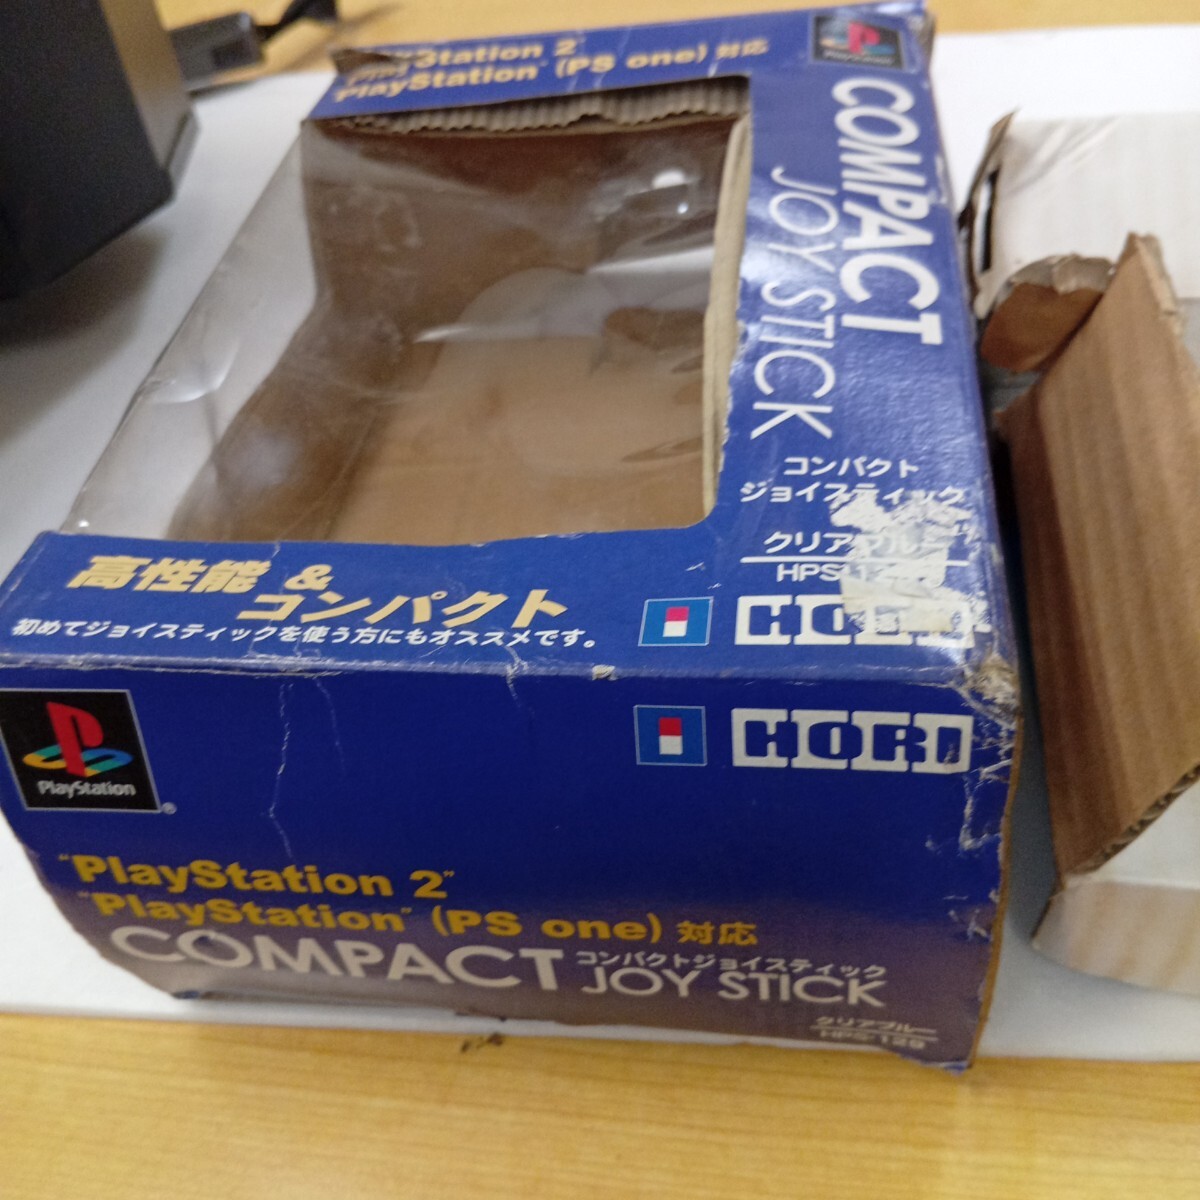 PlayStation 2"
"PlayStation" (PS one) 対応
COMPACT
JOY STICK
コンパクト
ジョイスティック
クリアブルー
HORI
高性能 &
コンパクト
初めてジョイスティックを使う方にもオススメです。
PlayStation
®
HORI
"PlayStation 2"
"PlayStation" (PS one) 対応
COMPACT
コンパクトジョイスティック
JOY STICK
クリアブルー
HPS-129